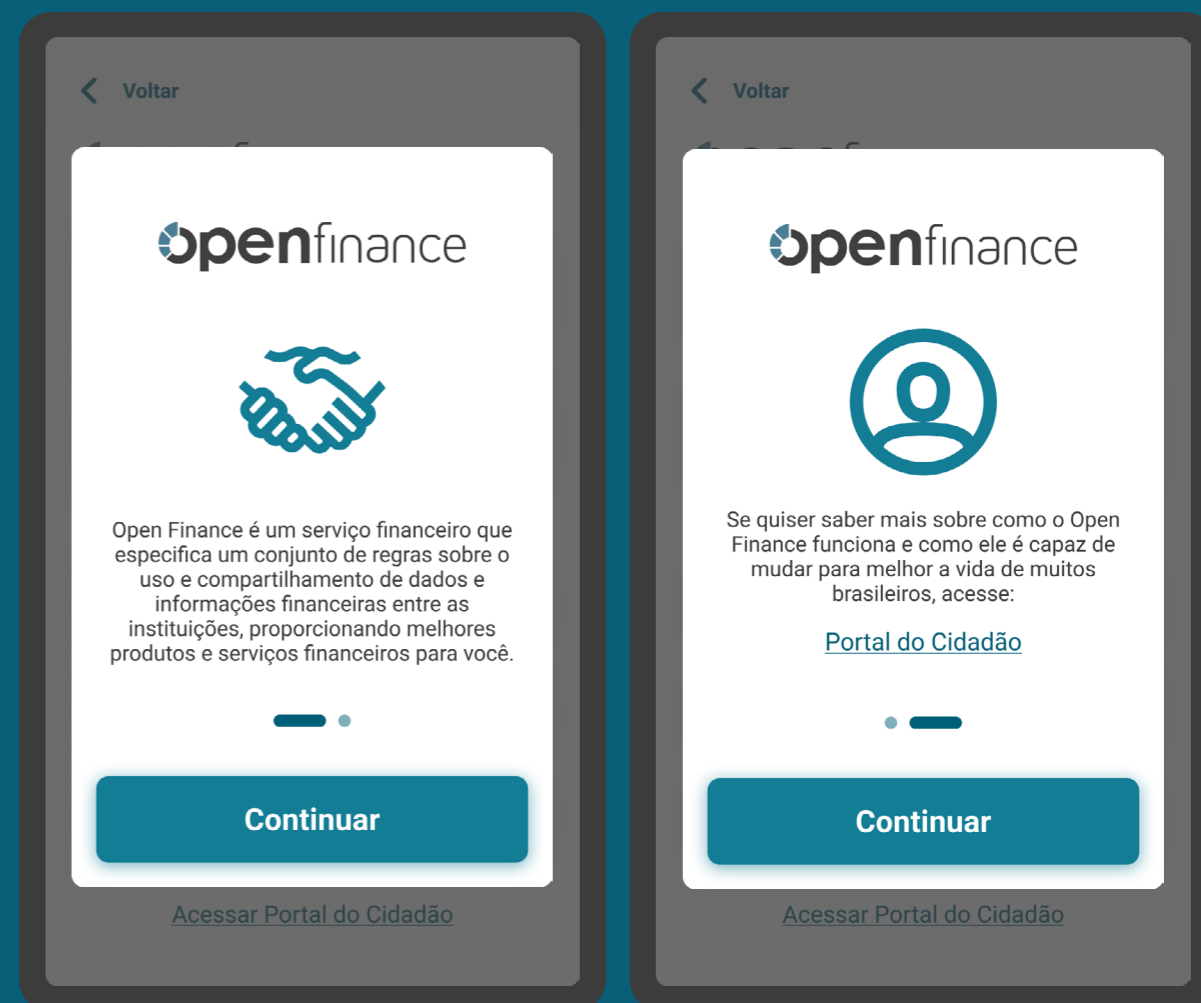 Voltar
openfinance
Open Finance é um serviço financeiro que
especifica um conjunto de regras sobre o
uso e compartilhamento de dados e
informações financeiras entre as
instituições, proporcionando melhores
produtos e serviços financeiros para você.
Continuar
Acessar Portal do Cidadão
Voltar
openfinance
Se quiser saber mais sobre como o Open
Finance funciona e como ele é capaz de
mudar para melhor a vida de muitos
brasileiros, acesse:
Portal do Cidadão
Continuar
Acessar Portal do Cidadão